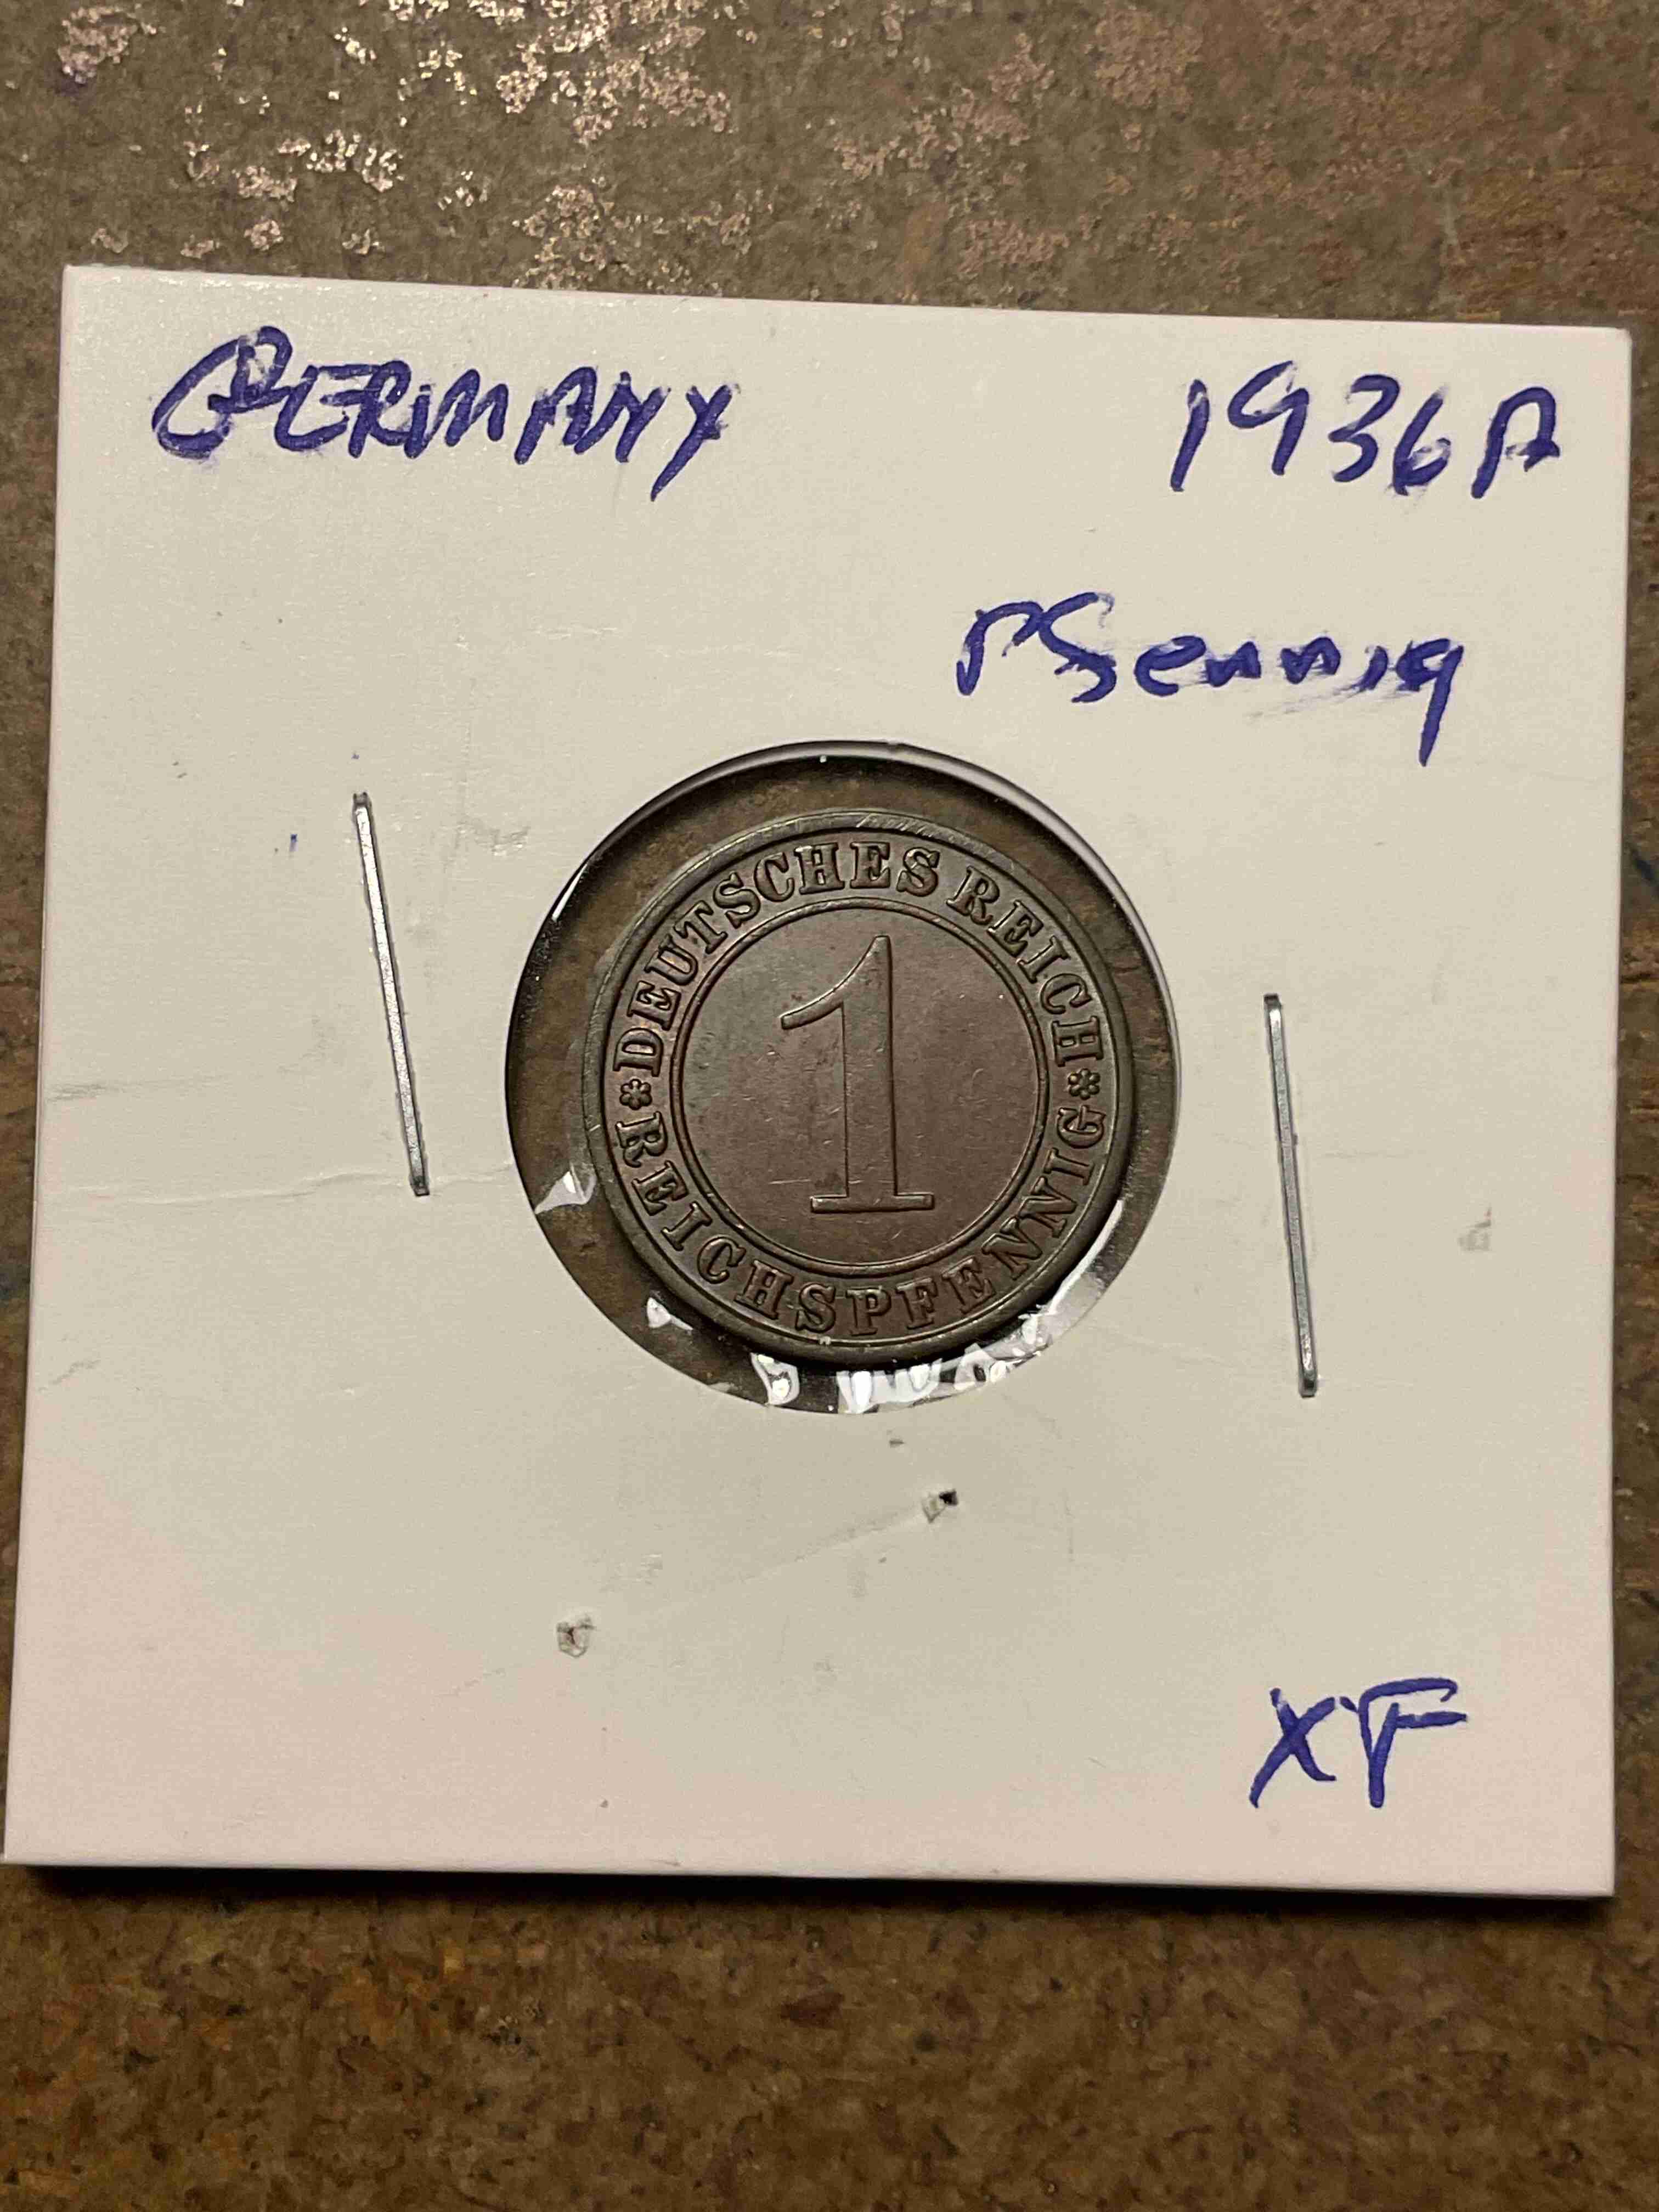 GERMANY 1936A
Pfennig
DEUTSCHES REICH
1
REICHSPFENNIG
XF